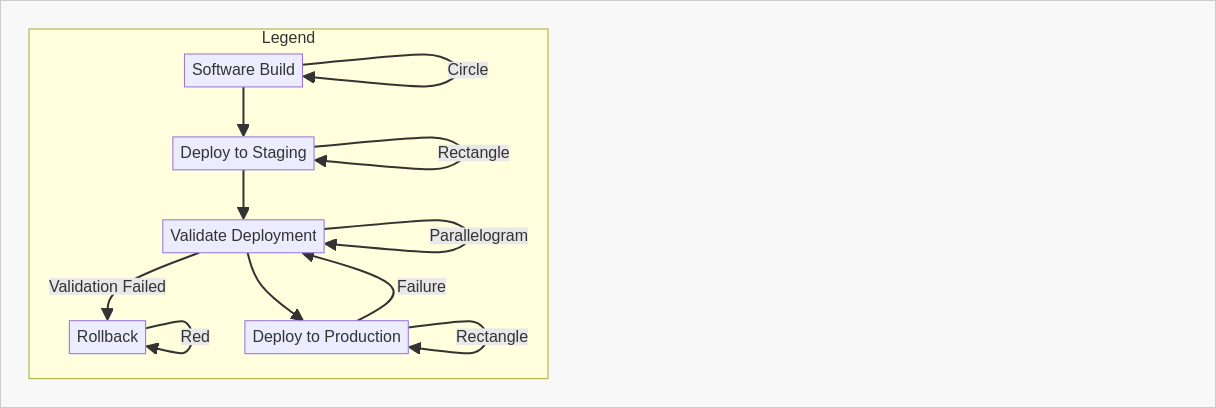 Legend
Software Build
Circle
Deploy to Staging
Rectangle
Validate Deployment
Parallelogram
Validation Failed
Failure
Rollback
Red
Deploy to Production
Rectangle